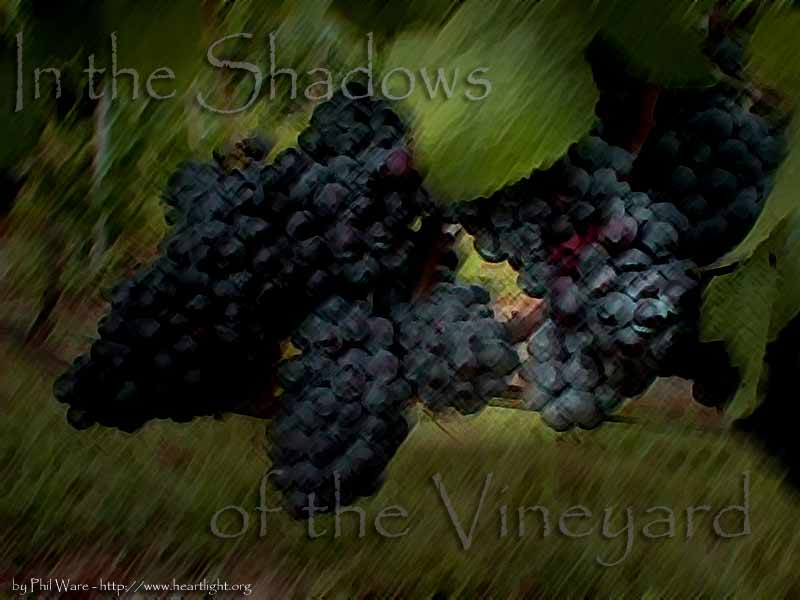 In the Shadows
of the Vineyard
by Phil Ware - http://www.heartlight.org